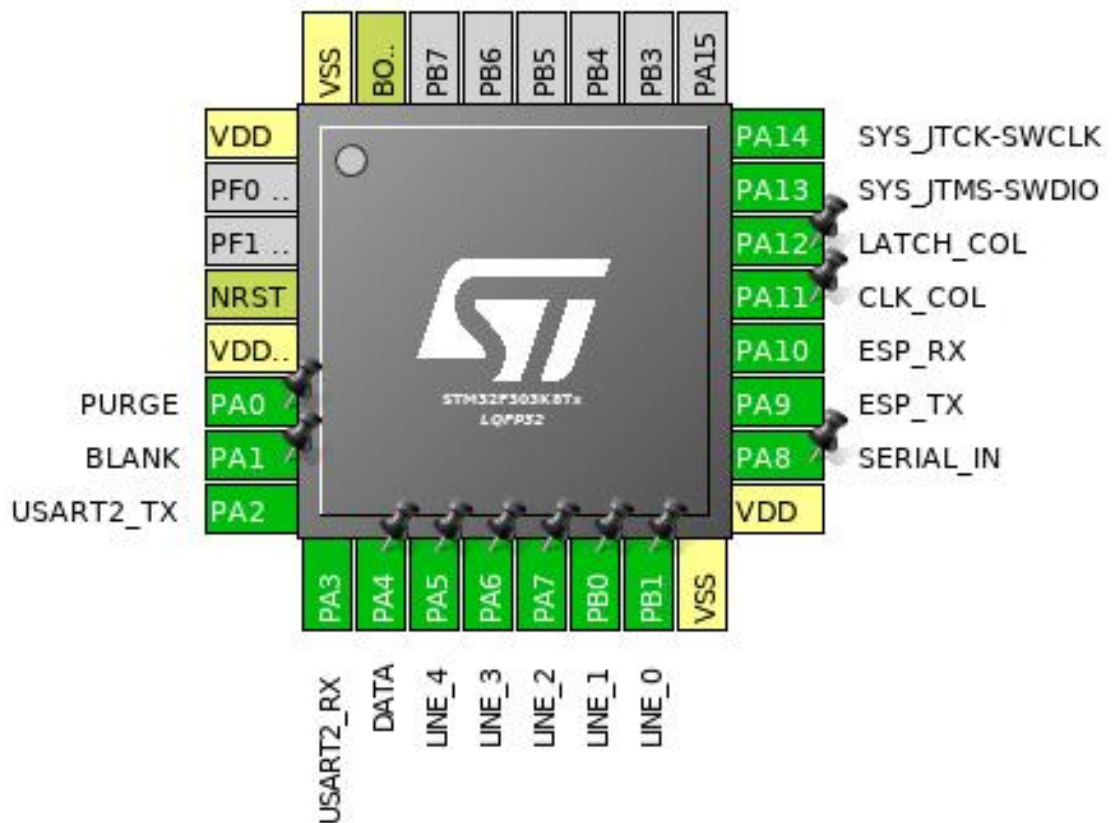 VSS
BO..
PB7
PB6
PB5
PB4
PB3
PA15
VDD
PF0 ..
PF1 ..
NRST
VDD..
PURGE PA0
BLANK PA1
USART2_TX PA2
PA14 SYS_JTCK-SWCLK
PA13 SYS_JTMS-SWDIO
PA12 LATCH_COL
PA11 CLK_COL
PA10 ESP_RX
PA9 ESP_TX
PA8 SERIAL_IN
VDD
STM32F303K8Tx
LQFP32
PA3
PA4
PA5
PA6
PA7
PB0
PB1
VSS
USART2_RX
DATA
LINE_4
LINE_3
LINE_2
LINE_1
LINE_0